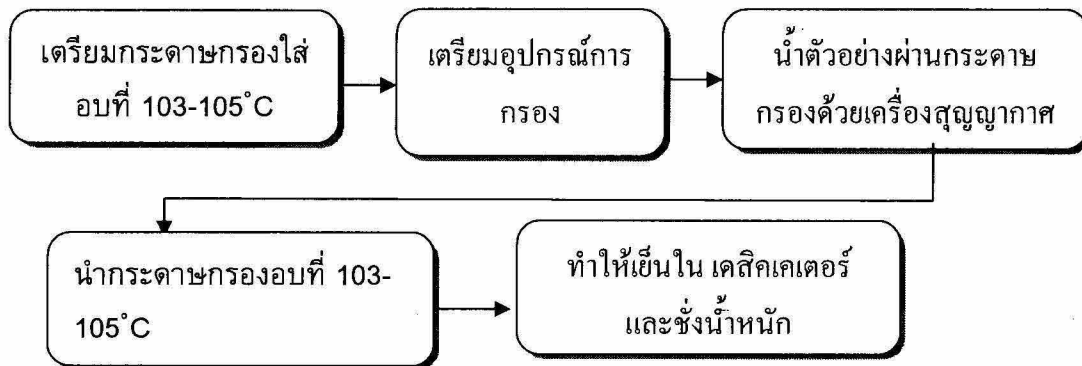 เตรียมกระดาษกรองใส่
อบที่ 103-105°C
เตรียมอุปกรณ์การ
กรอง
น้ำตัวอย่างผ่านกระดาษ
กรองด้วยเครื่องสุญญากาศ
นำกระดาษกรองอบที่ 103-
105°C
ทำให้เย็นใน เดสิคเคเตอร์
และชั่งน้ำหนัก